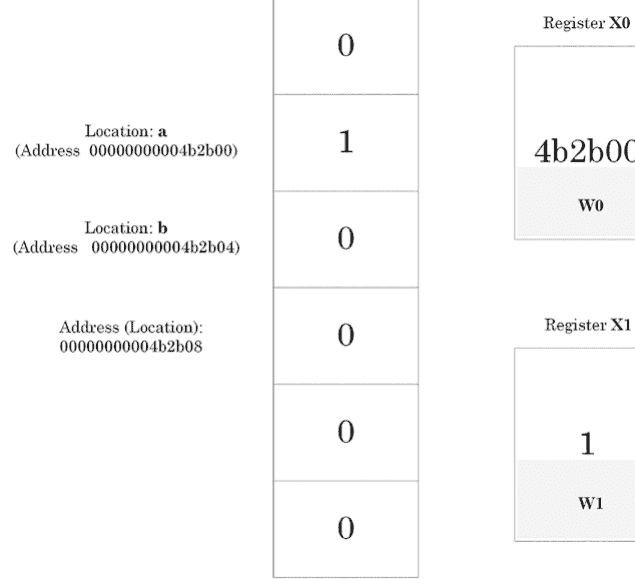 0
Register X0
Location: a
(Address 00000000004b2b00)
1
4b2b00
W0
Location: b
(Address 00000000004b2b04)
0
Address (Location):
00000000004b2b08
0
Register X1
0
1
W1
0